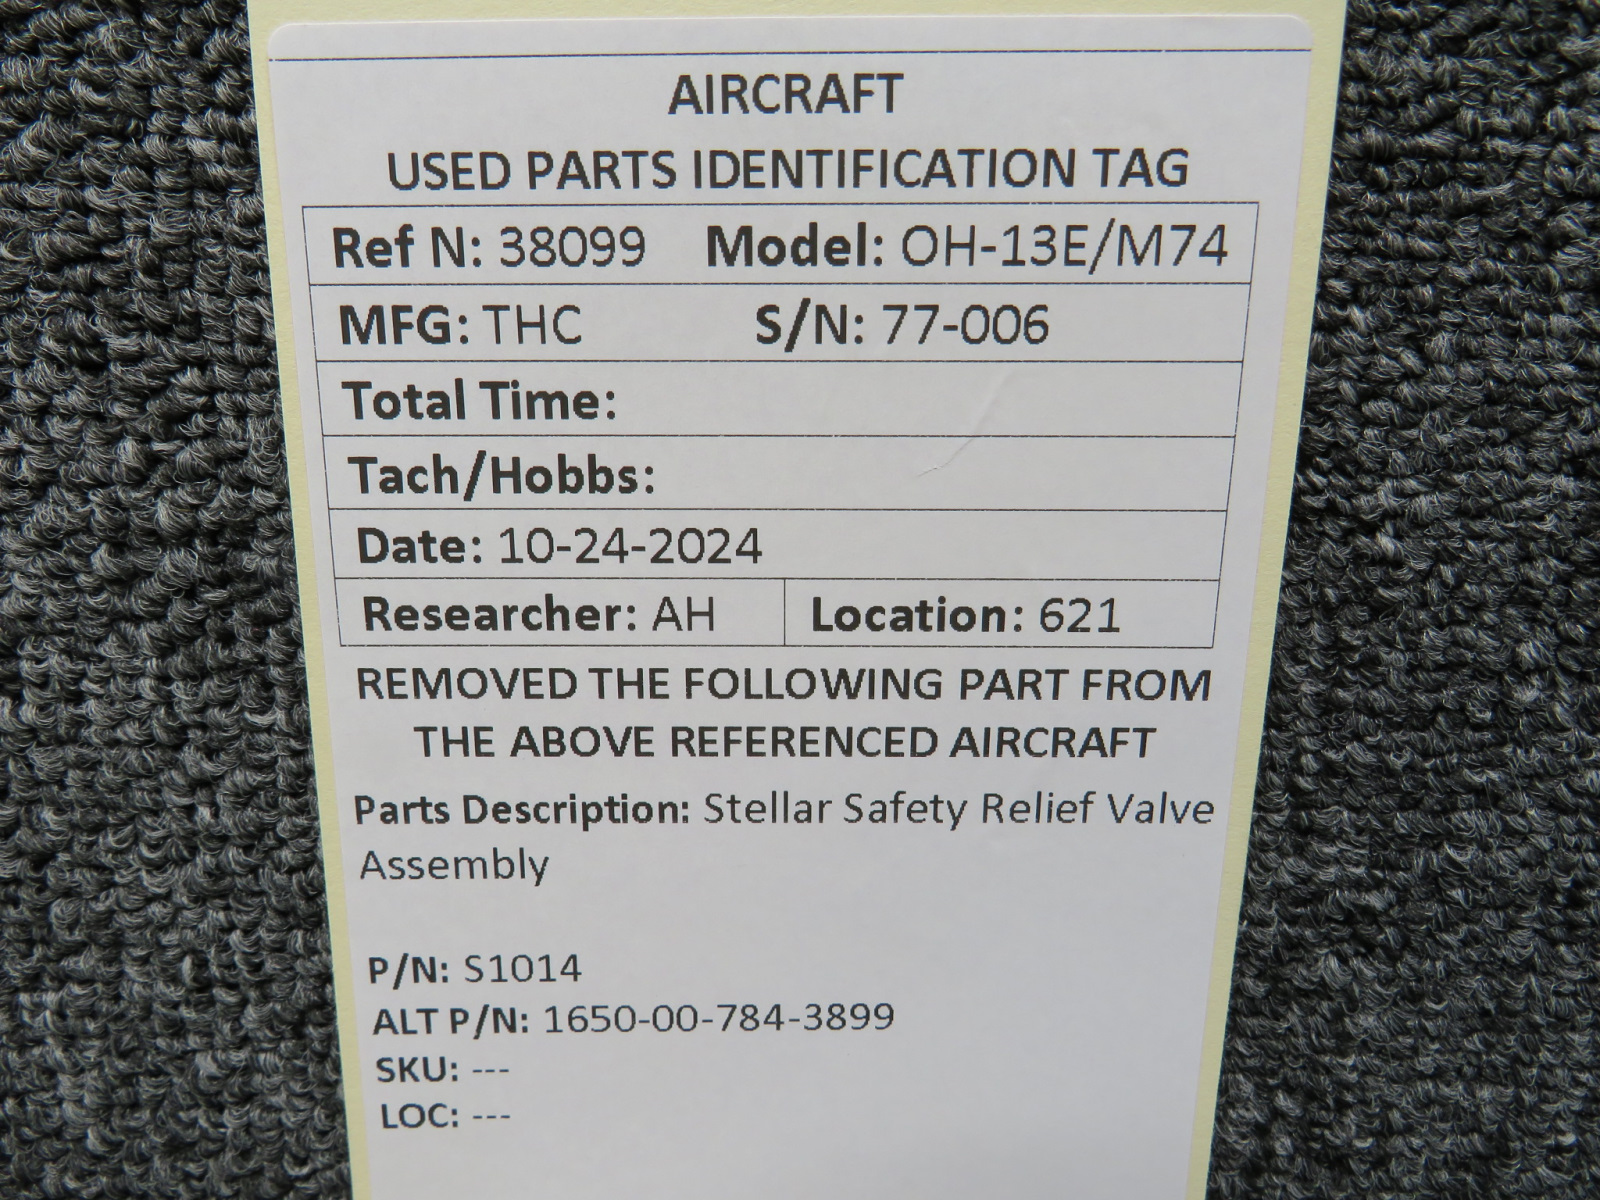 AIRCRAFT
USED PARTS IDENTIFICATION TAG
Ref N: 38099 Model: OH-13E/M74
MFG: THC S/N: 77-006
Total Time:
Tach/Hobbs:
Date: 10-24-2024
Researcher: AH Location: 621
REMOVED THE FOLLOWING PART FROM
THE ABOVE REFERENCED AIRCRAFT
Parts Description: Stellar Safety Relief Valve
Assembly
P/N: S1014
ALT P/N: 1650-00-784-3899
SKU: ---
LOC: ---